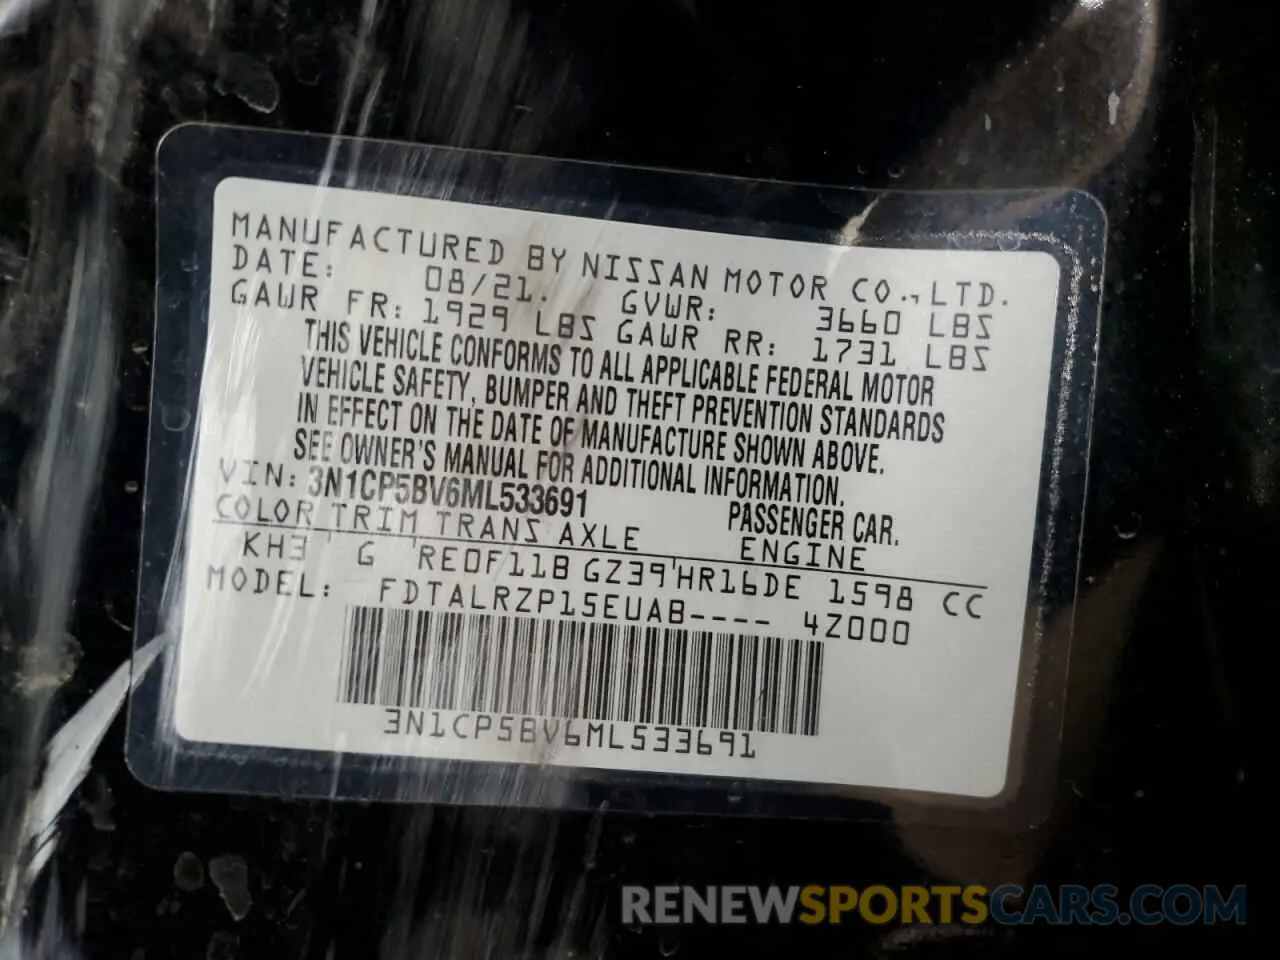 MANUFACTURED BY NISSAN MOTOR CO., LTD.
DATE: 08/21. GVWR: 3660 LBS
GAWR FR: 1929 LBS GAWR RR: 1731 LBS
THIS VEHICLE CONFORMS TO ALL APPLICABLE FEDERAL MOTOR
VEHICLE SAFETY, BUMPER AND THEFT PREVENTION STANDARDS
IN EFFECT ON THE DATE OF MANUFACTURE SHOWN ABOVE.
SEE OWNER'S MANUAL FOR ADDITIONAL INFORMATION.
VIN: 3N1CP5BV6ML533691 PASSENGER CAR.
COLOR TRIM TRANS AXLE ENGINE
KH3 G RE0F11B GZ39 HR16DE 1598 CC
MODEL: FDTALRZP15EUAB---- 4Z000
3N1CP5BV6ML533691
RENEWSPORTSCARS.COM